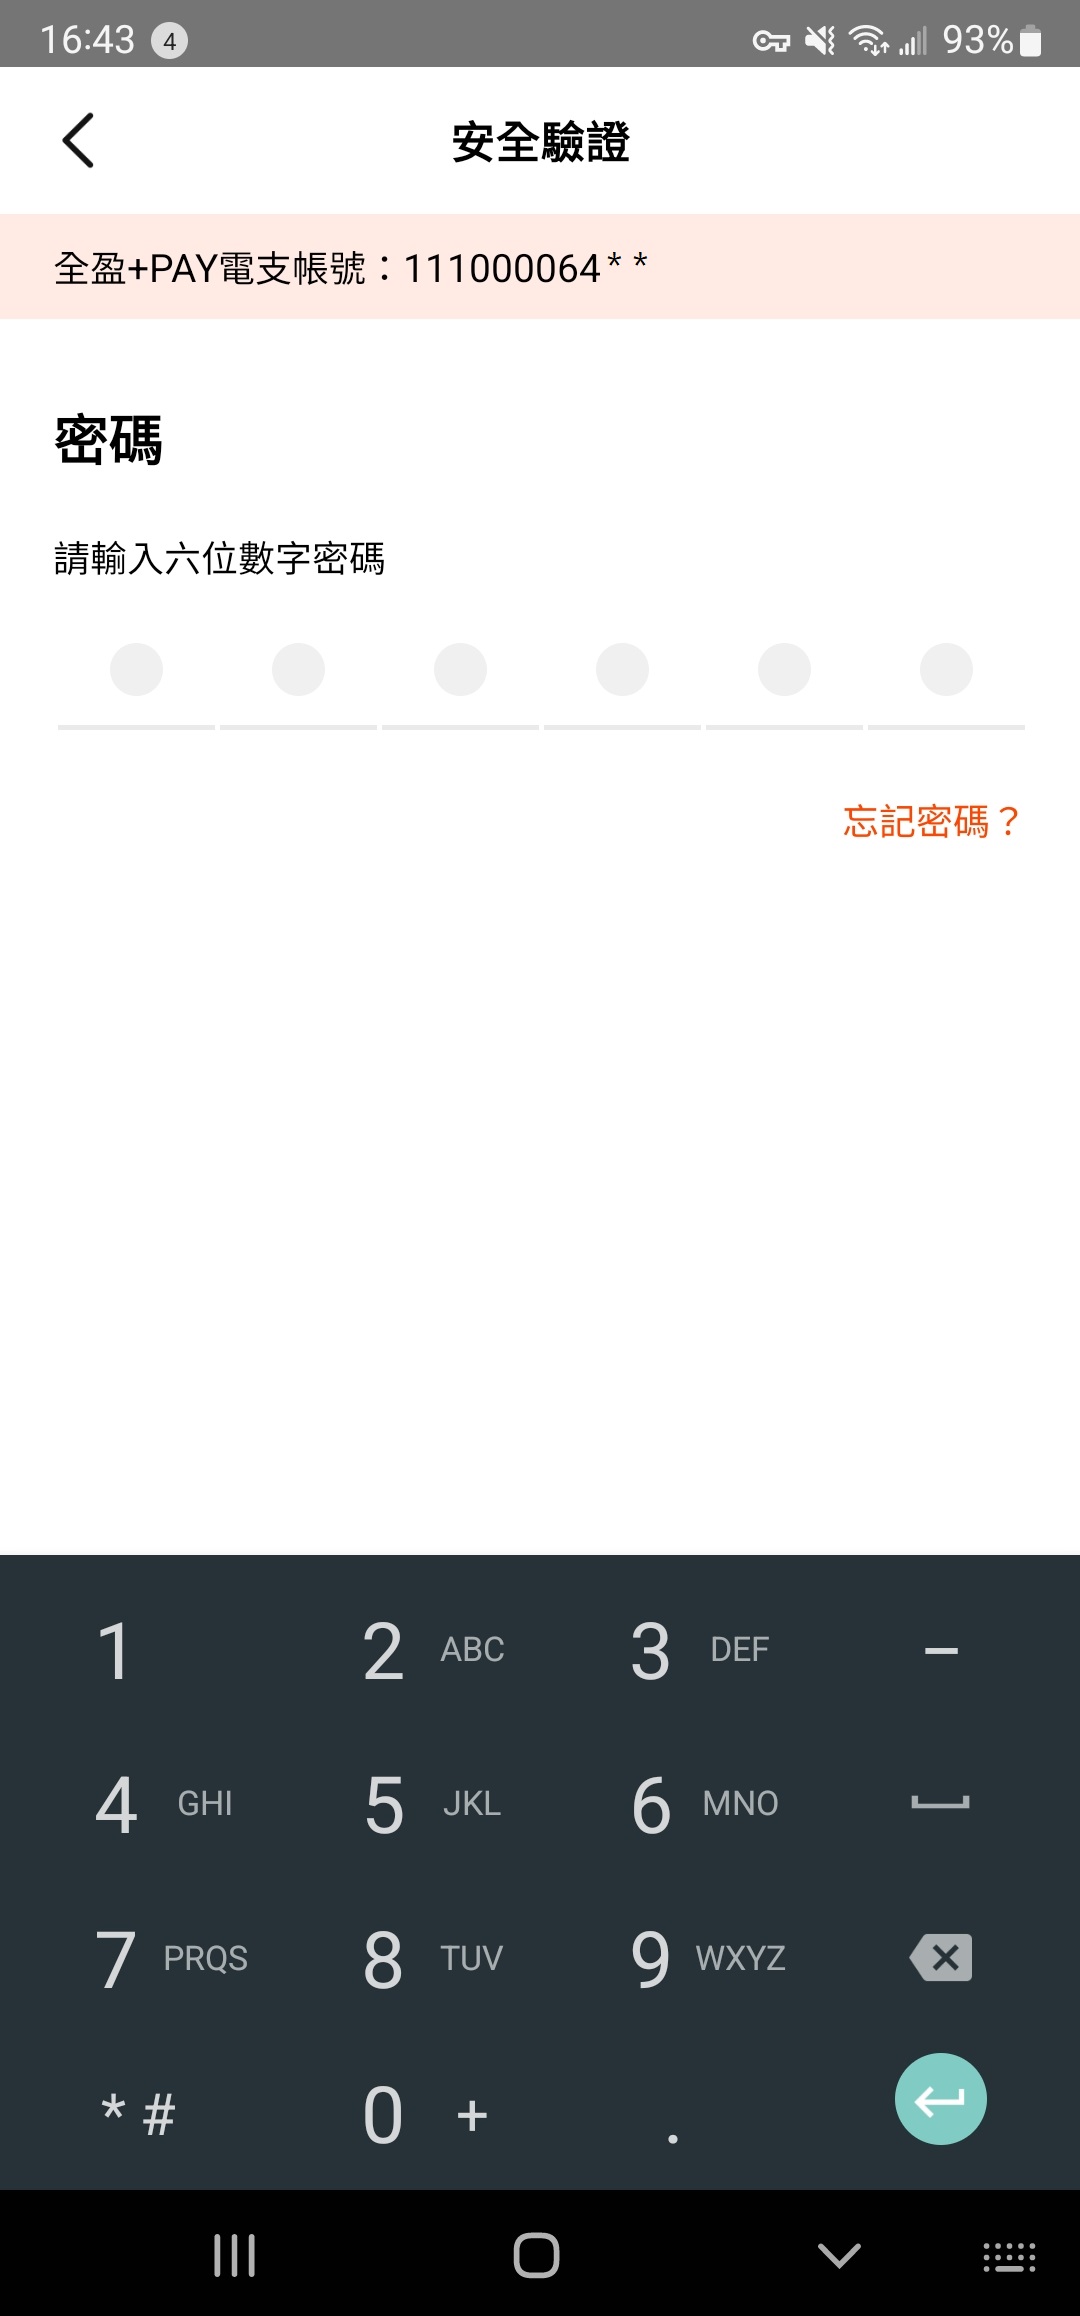 16:43 4 93%
安全驗證
全盈+PAY電支帳號：111000064**
密碼
請輸入六位數字密碼
忘記密碼？
1 2 ABC 3 DEF –
4 GHI 5 JKL 6 MNO
7 PRQS 8 TUV 9 WXYZ
* # 0 + .